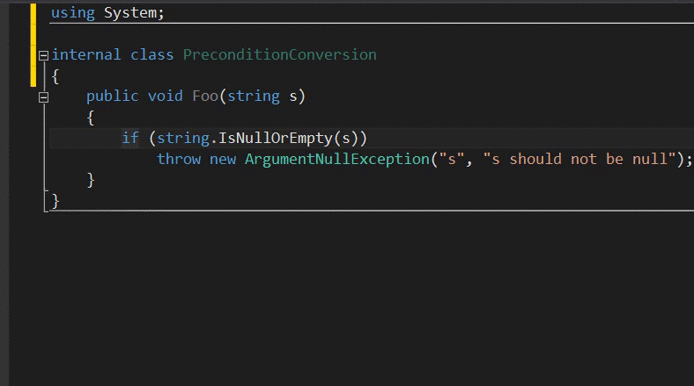 using System;
internal class PreconditionConversion
{
public void Foo(string s)
{
if (string.IsNullOrEmpty(s))
throw new ArgumentNullException("s", "s should not be null");
}
}